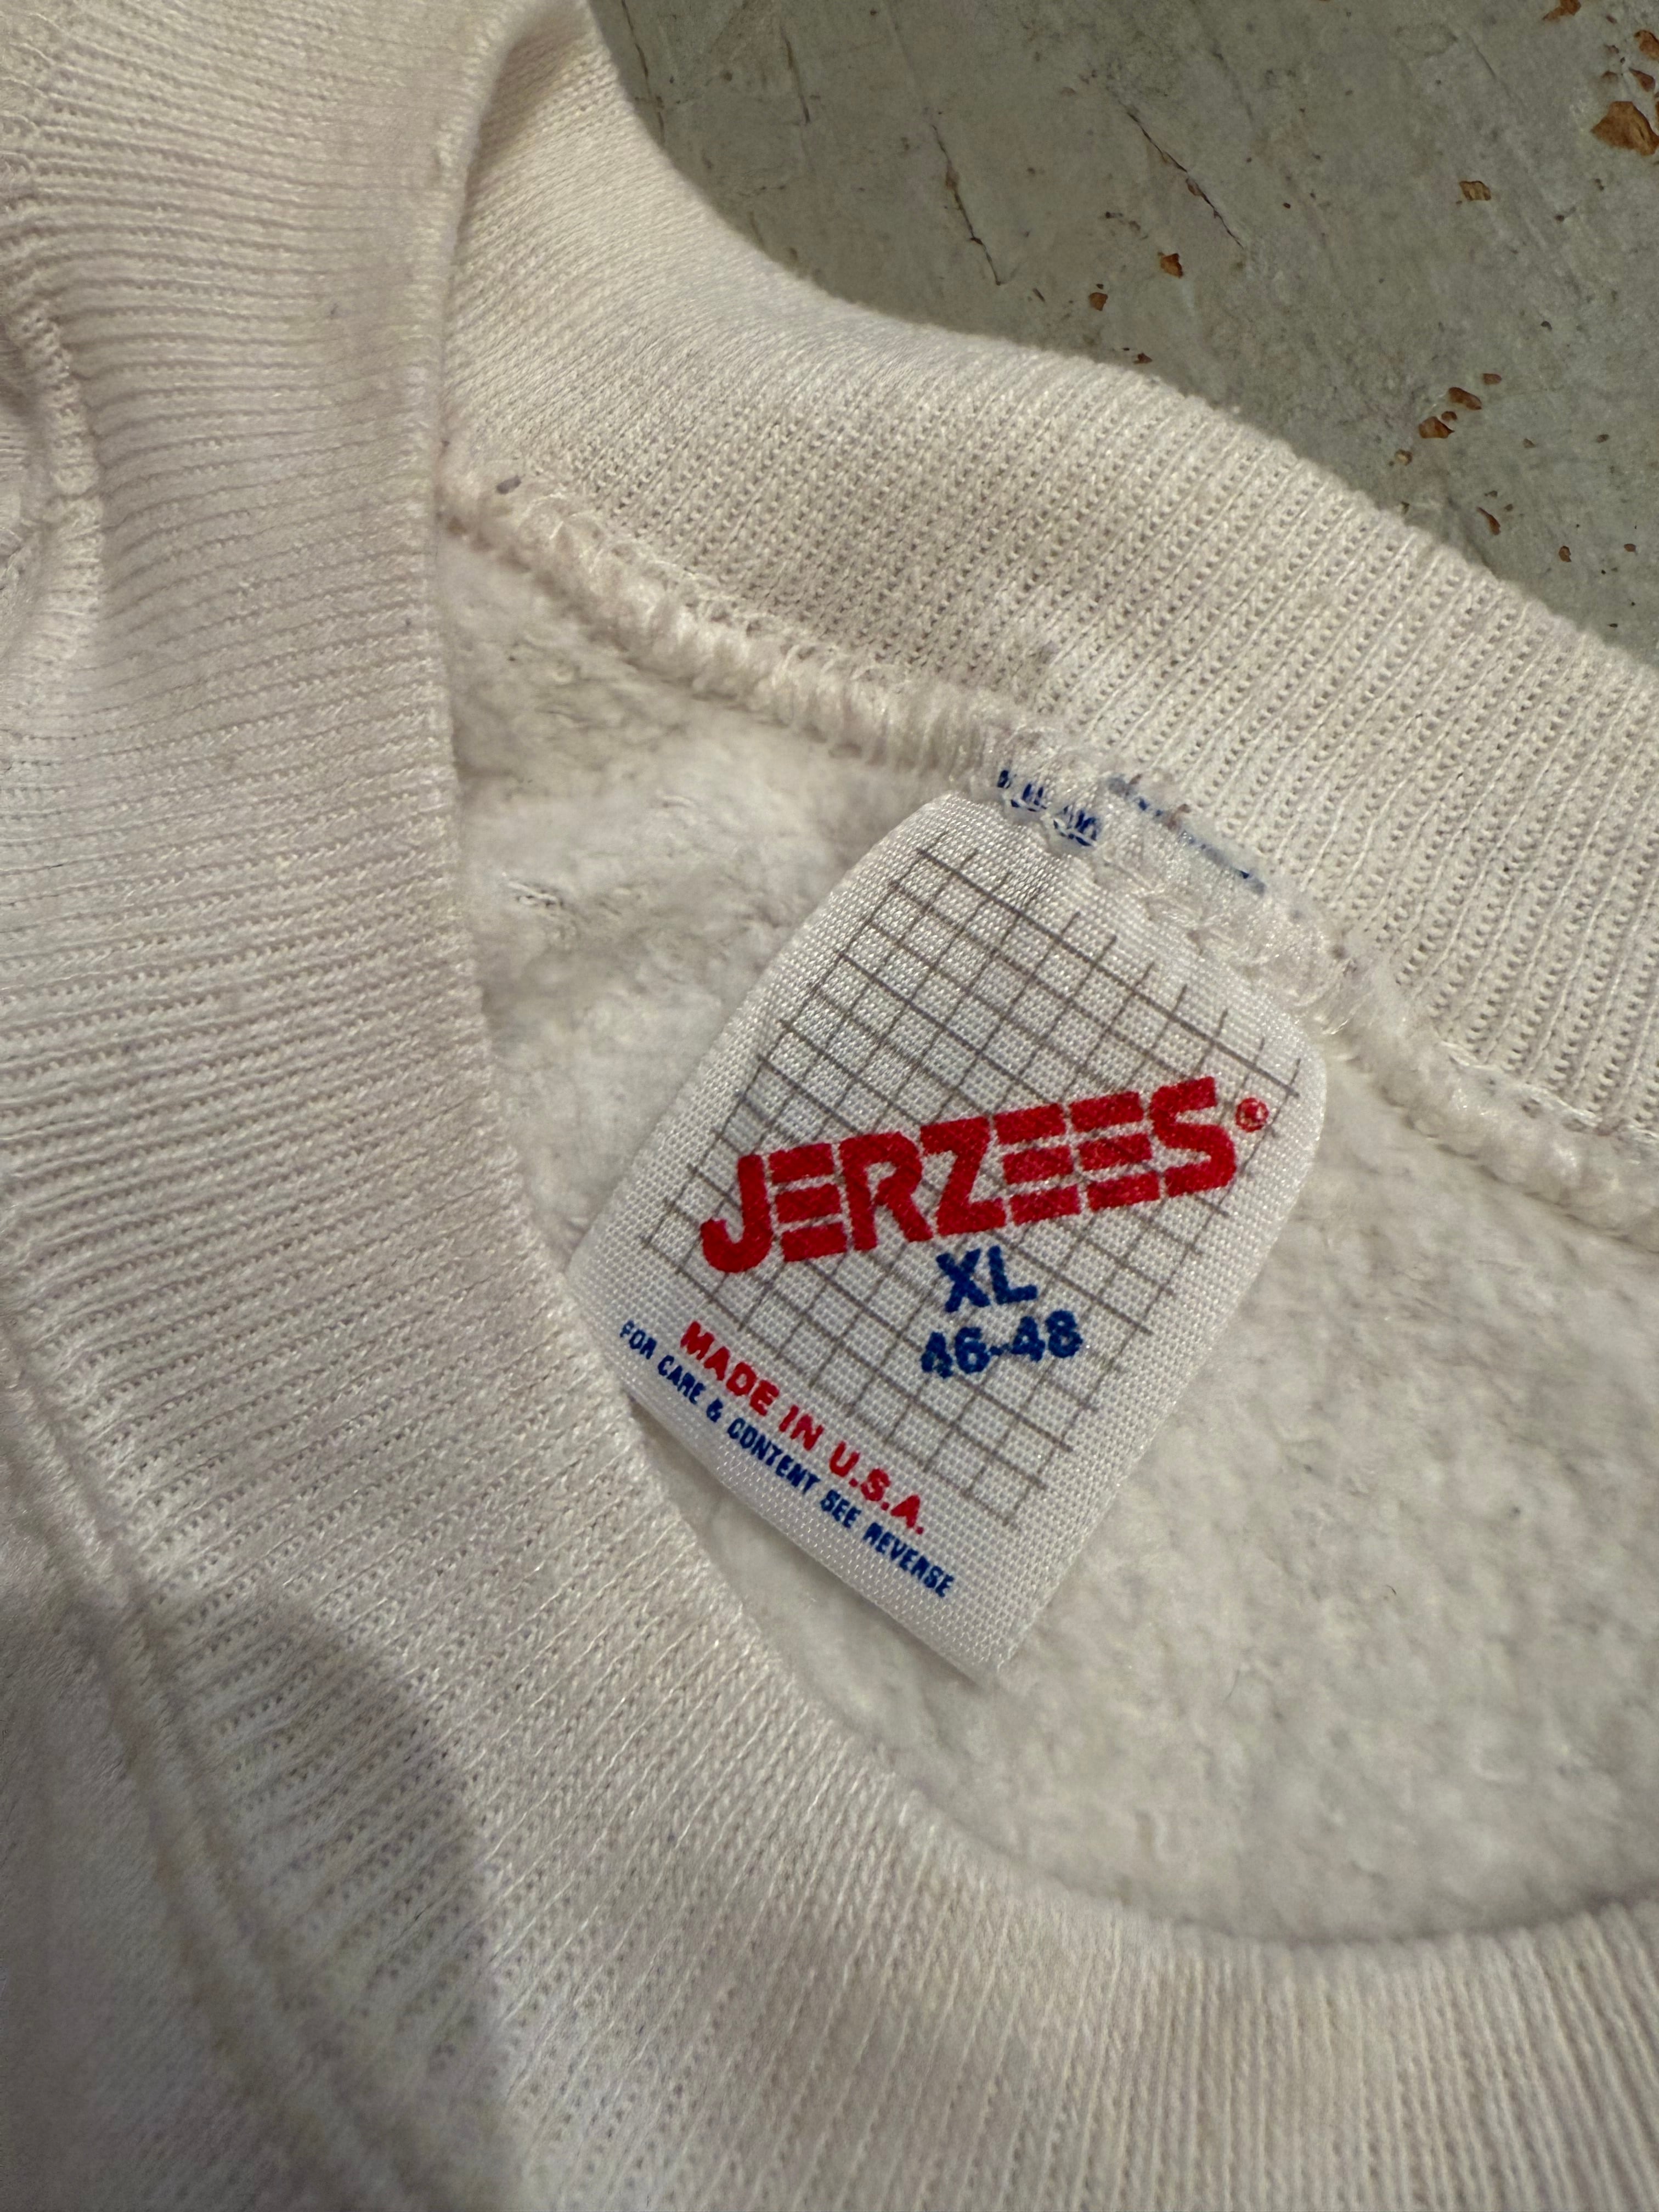 JERZEES®
XL
46-48
MADE IN U.S.A.
FOR CARE & CONTENT SEE REVERSE